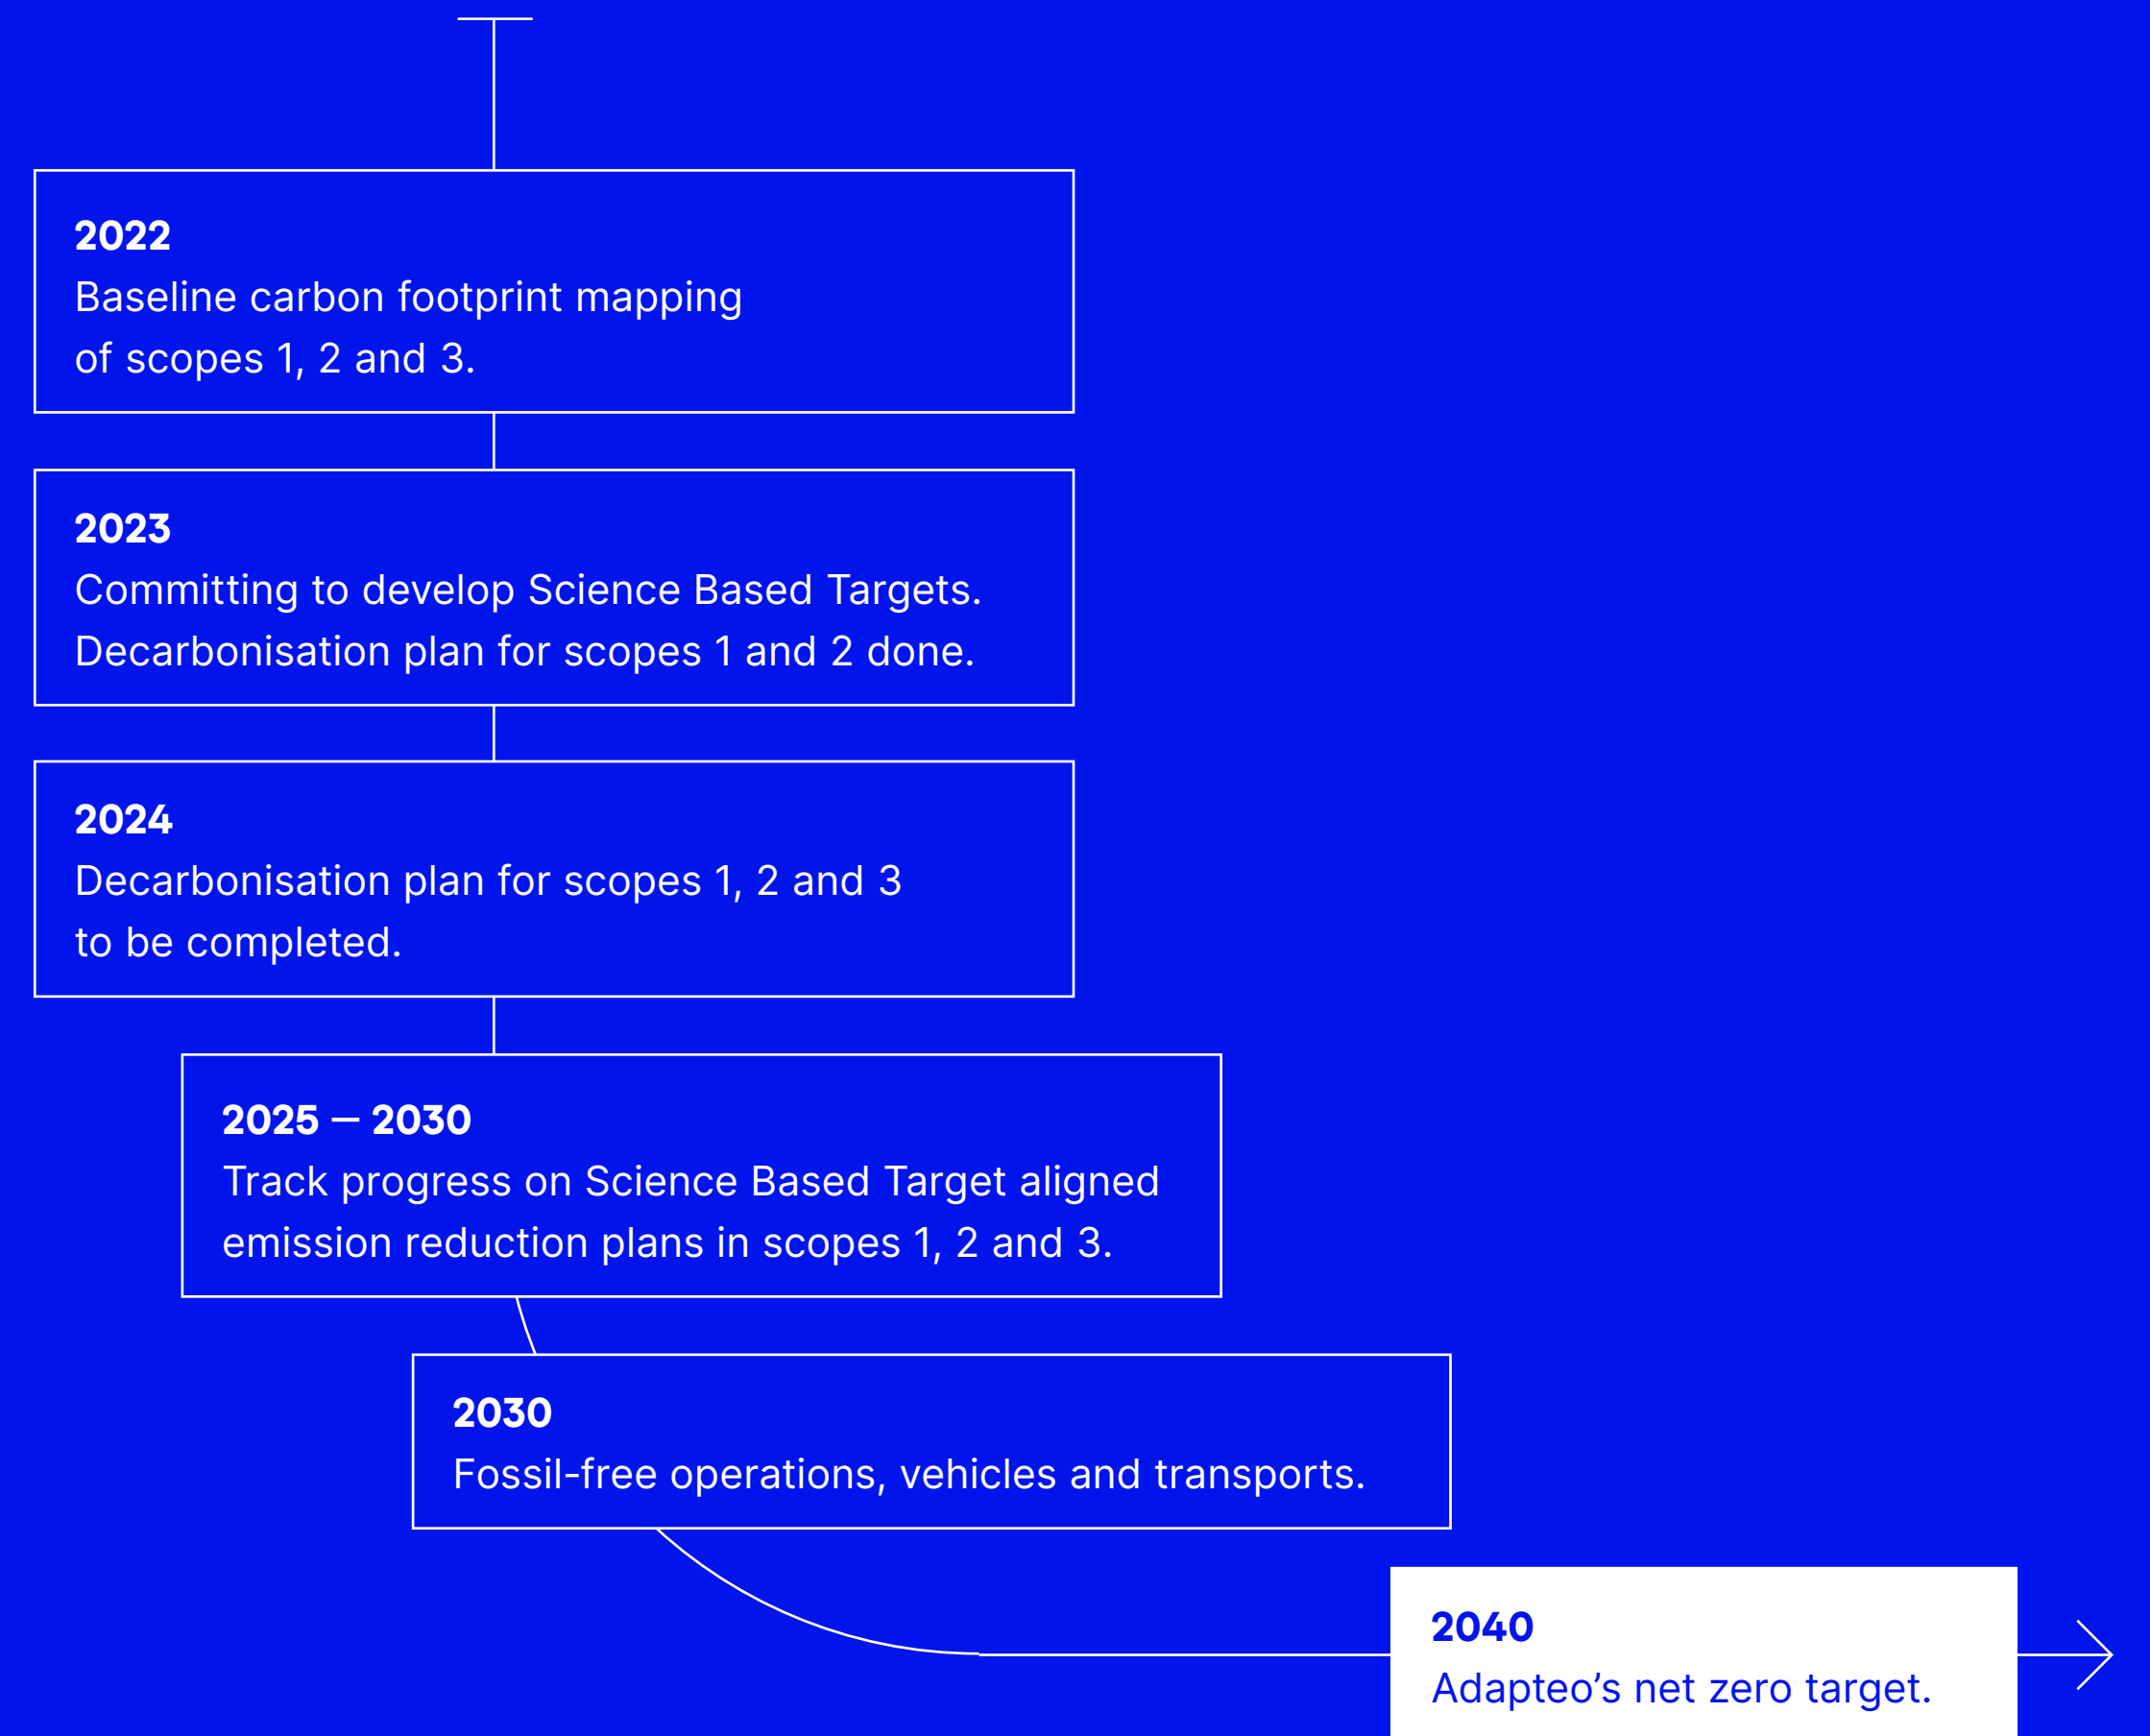 2022
Baseline carbon footprint mapping
of scopes 1, 2 and 3.
2023
Committing to develop Science Based Targets.
Decarbonisation plan for scopes 1 and 2 done.
2024
Decarbonisation plan for scopes 1, 2 and 3
to be completed.
2025 — 2030
Track progress on Science Based Target aligned
emission reduction plans in scopes 1, 2 and 3.
2030
Fossil-free operations, vehicles and transports.
2040
Adapteo’s net zero target.